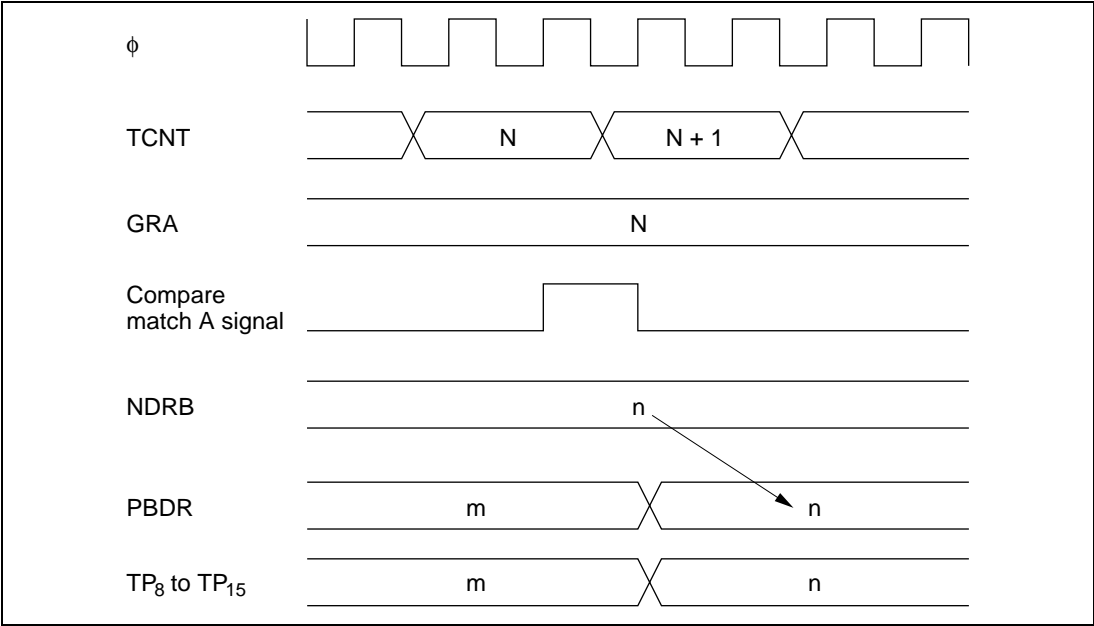 ϕ
TCNT
N
N + 1
GRA
N
Compare
match A signal
NDRB
n
PBDR
m
n
TP8 to TP15
m
n